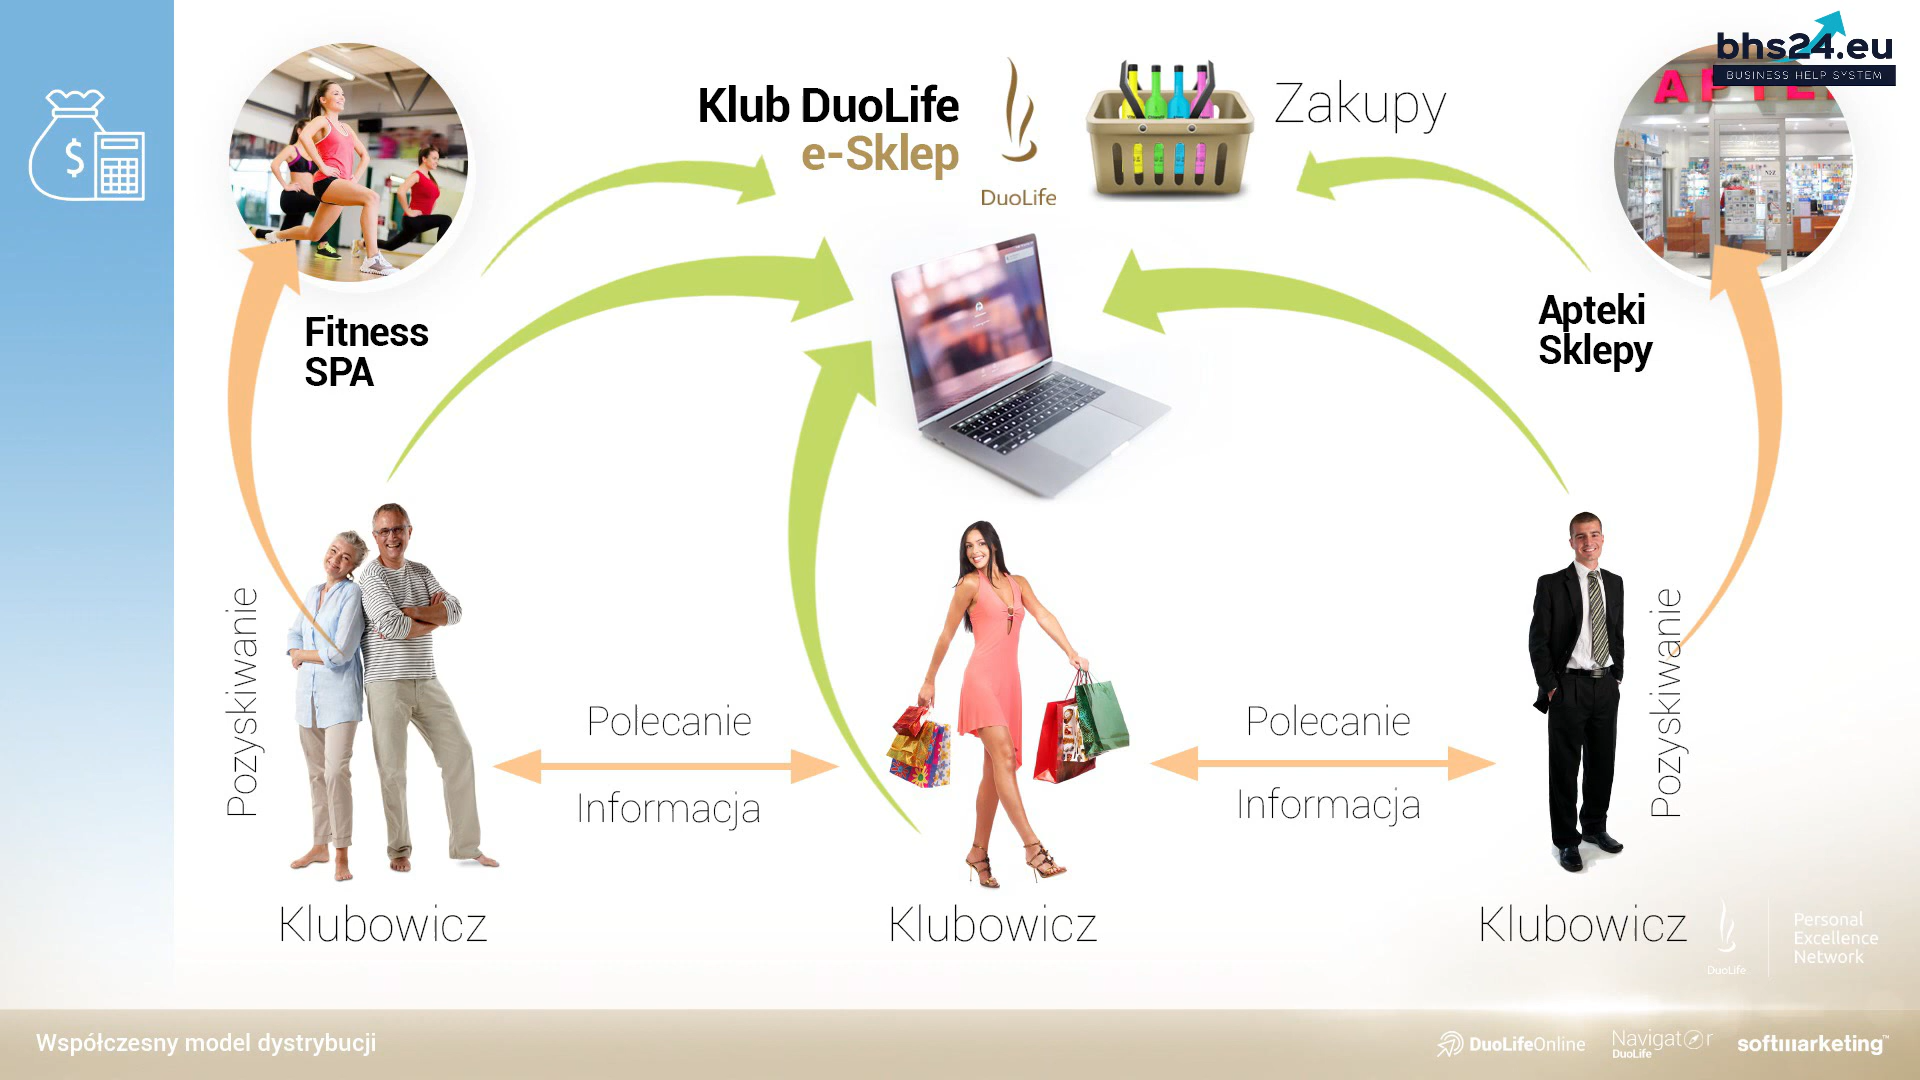 bhs24.eu
BUSINESS HELP SYSTEM
Klub DuoLife
e-Sklep
DuoLife
Zakupy
Fitness
SPA
Apteki
Sklepy
Pozyskiwanie
Polecanie
Informacja
Polecanie
Informacja
Pozyskiwanie
Klubowicz
Klubowicz
Klubowicz
DuoLife
Personal
Excellence
Network
Współczesny model dystrybucji
DuoLifeOnline
Navigator
DuoLife
softmarketing™